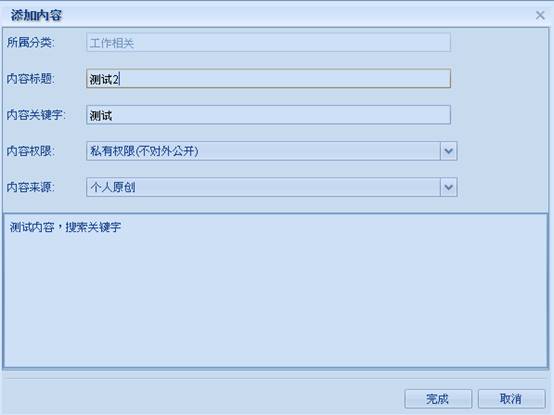 添加内容
所属分类: 工作相关
内容标题: 测试2
内容关键字: 测试
内容权限: 私有权限(不对外公开)
内容来源: 个人原创
测试内容，搜索关键字
完成 取消